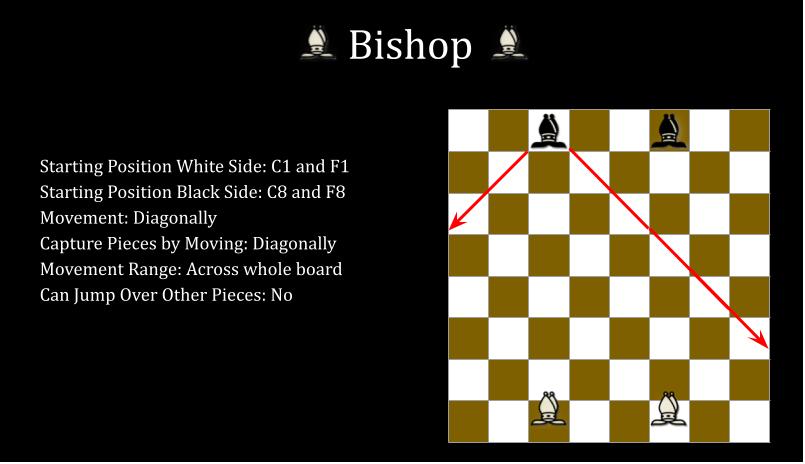 Bishop
Starting Position White Side: C1 and F1
Starting Position Black Side: C8 and F8
Movement: Diagonally
Capture Pieces by Moving: Diagonally
Movement Range: Across whole board
Can Jump Over Other Pieces: No